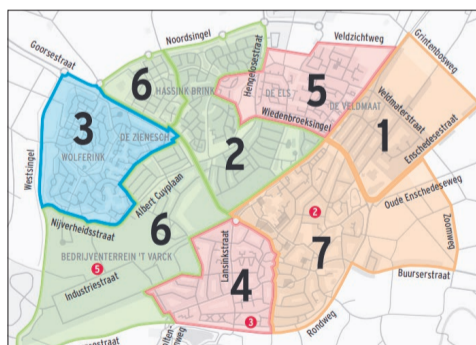 Goorsestraat
Noordsingel
Veldzichtweg
Grintenbosweg
HASSINK BRINK
Hengelosestraat
DE ELS
5
DE VELDMAAT
6
3
WOLFERINK
DE ZIENESCH
Wiedenbroeksingel
1
Veldmaterstraat
Enschedesestraat
2
Westsingel
Albert Cuyplaan
6
Nijverheidsstraat
BEDRIJVENTERREIN 'T VARCK
5
Industriestraat
Lansinkstraat
4
3
2
7
Oude Enschedeseweg
Zoomweg
Buurserstraat
Rondweg